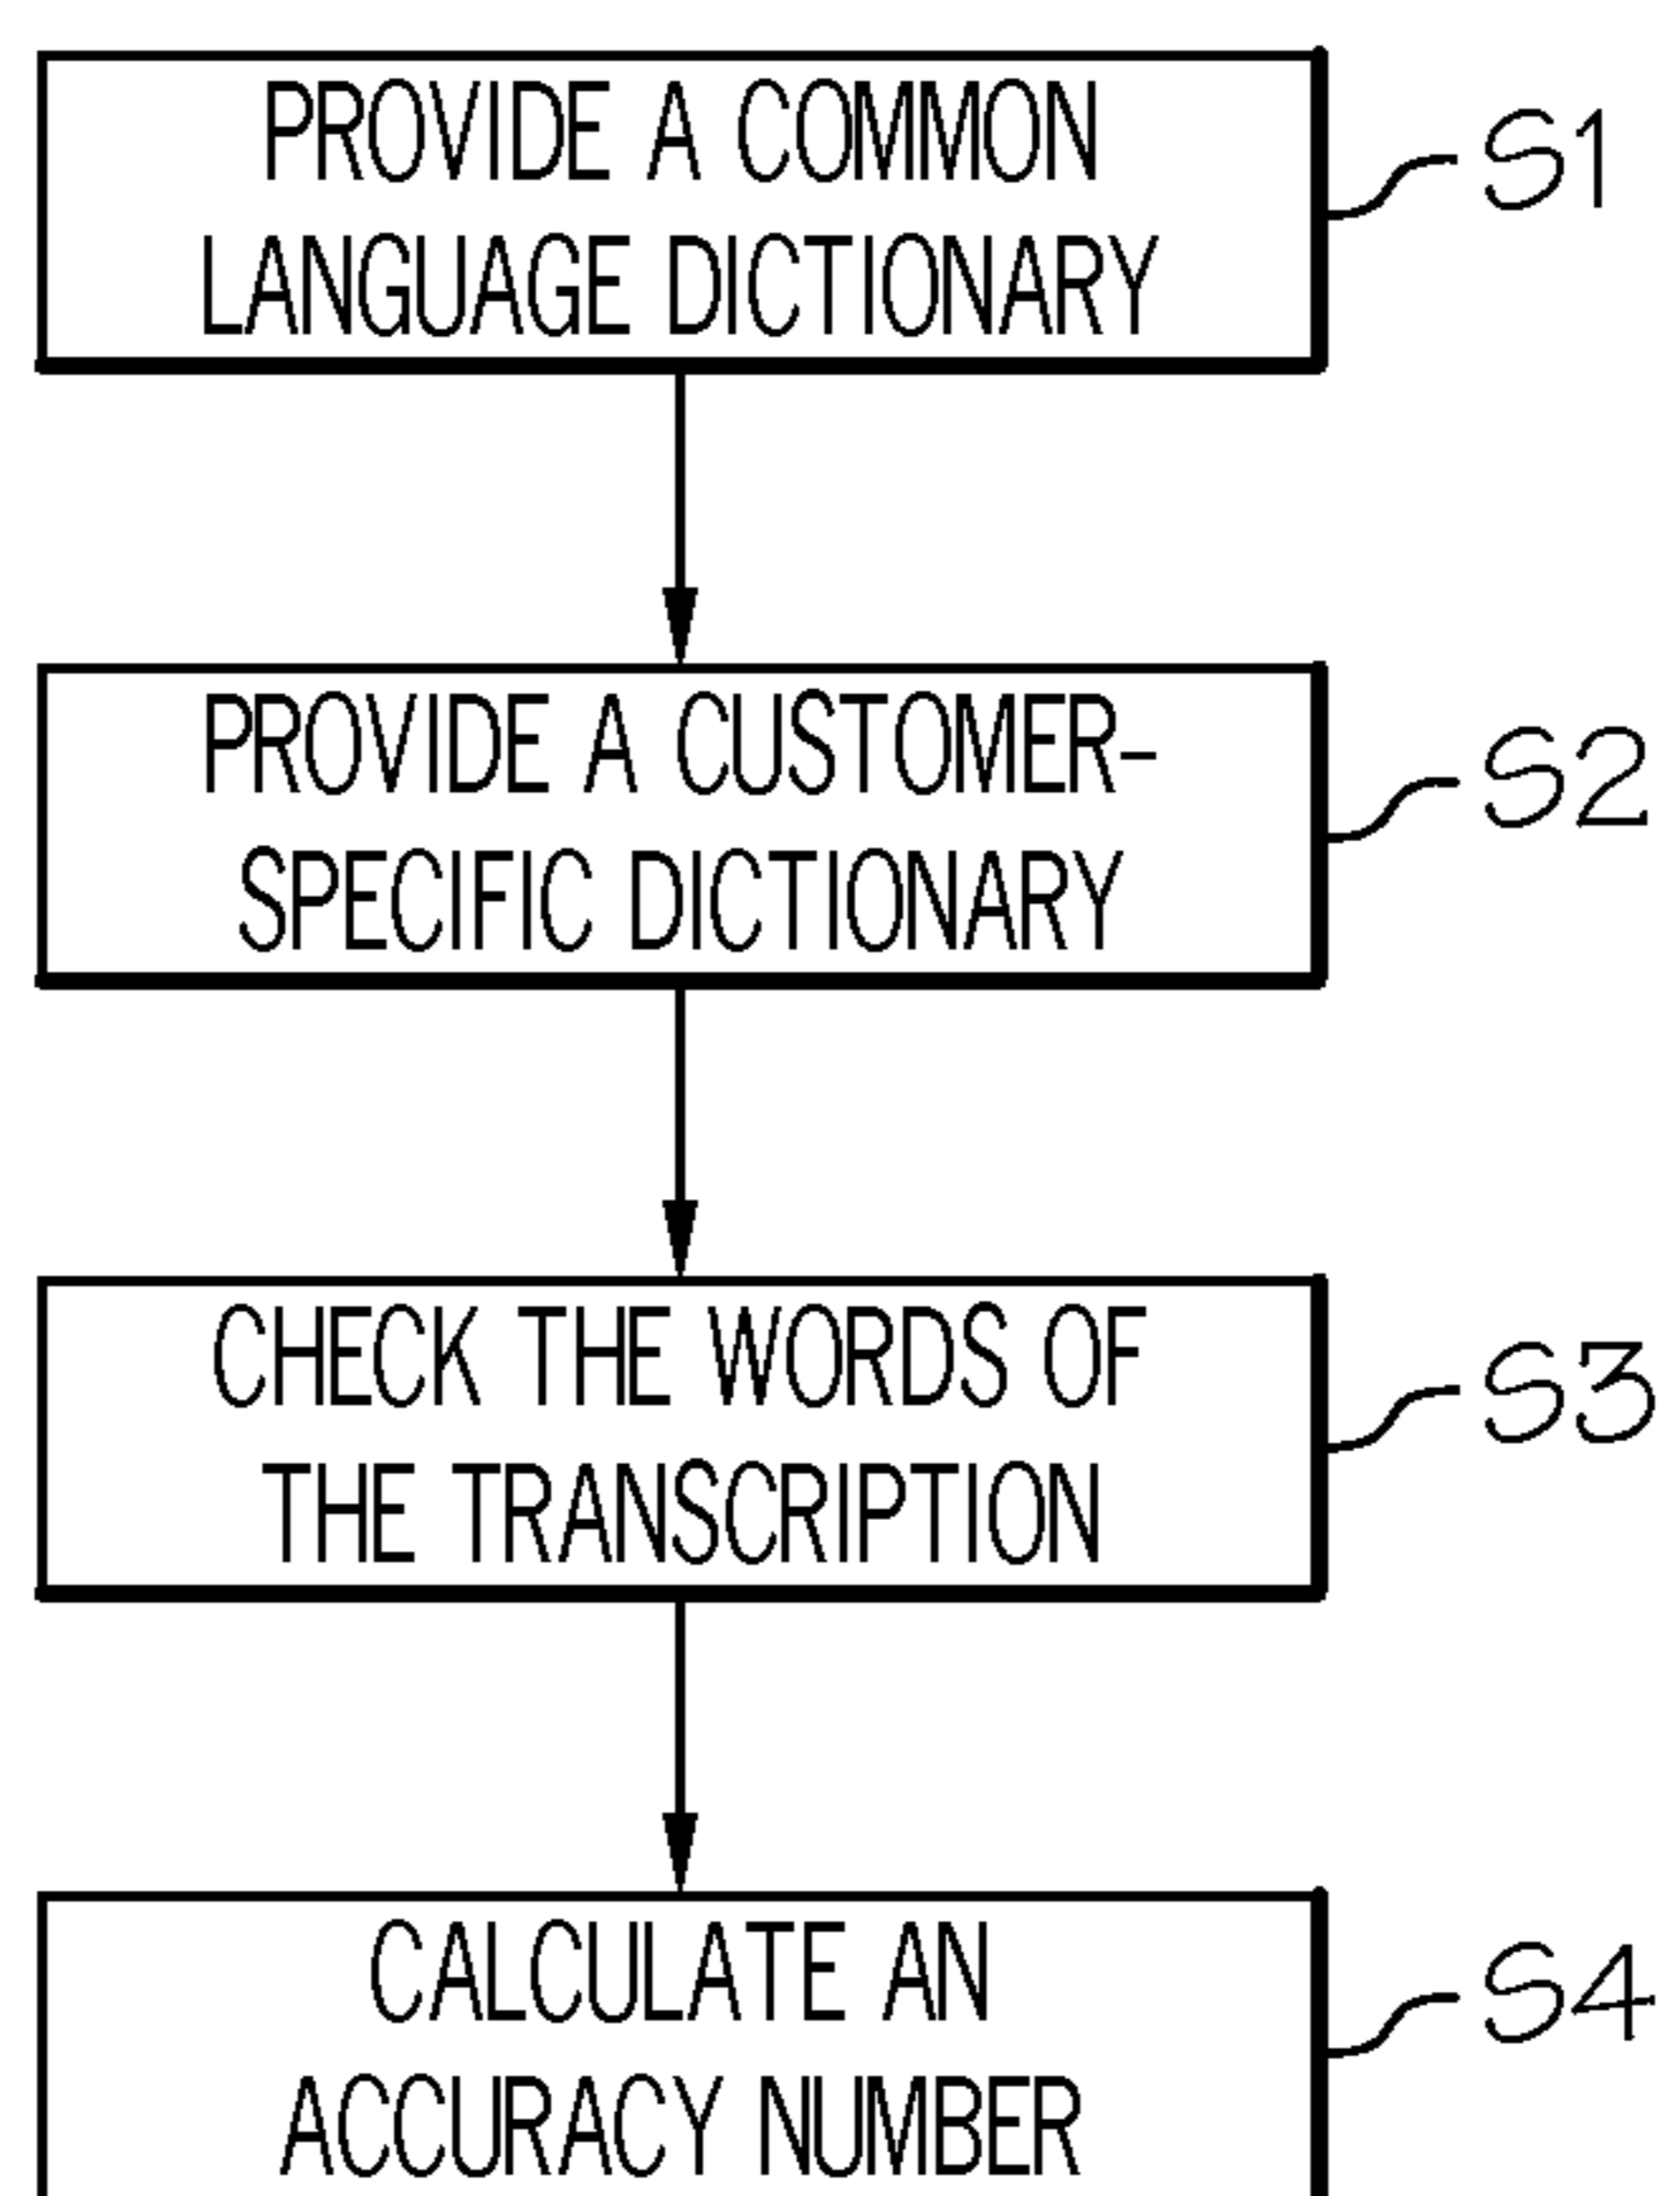 PROVIDE A COMMON
LANGUAGE DICTIONARY
S1
PROVIDE A CUSTOMER-
SPECIFIC DICTIONARY
S2
CHECK THE WORDS OF
THE TRANSCRIPTION
S3
CALCULATE AN
ACCURACY NUMBER
S4